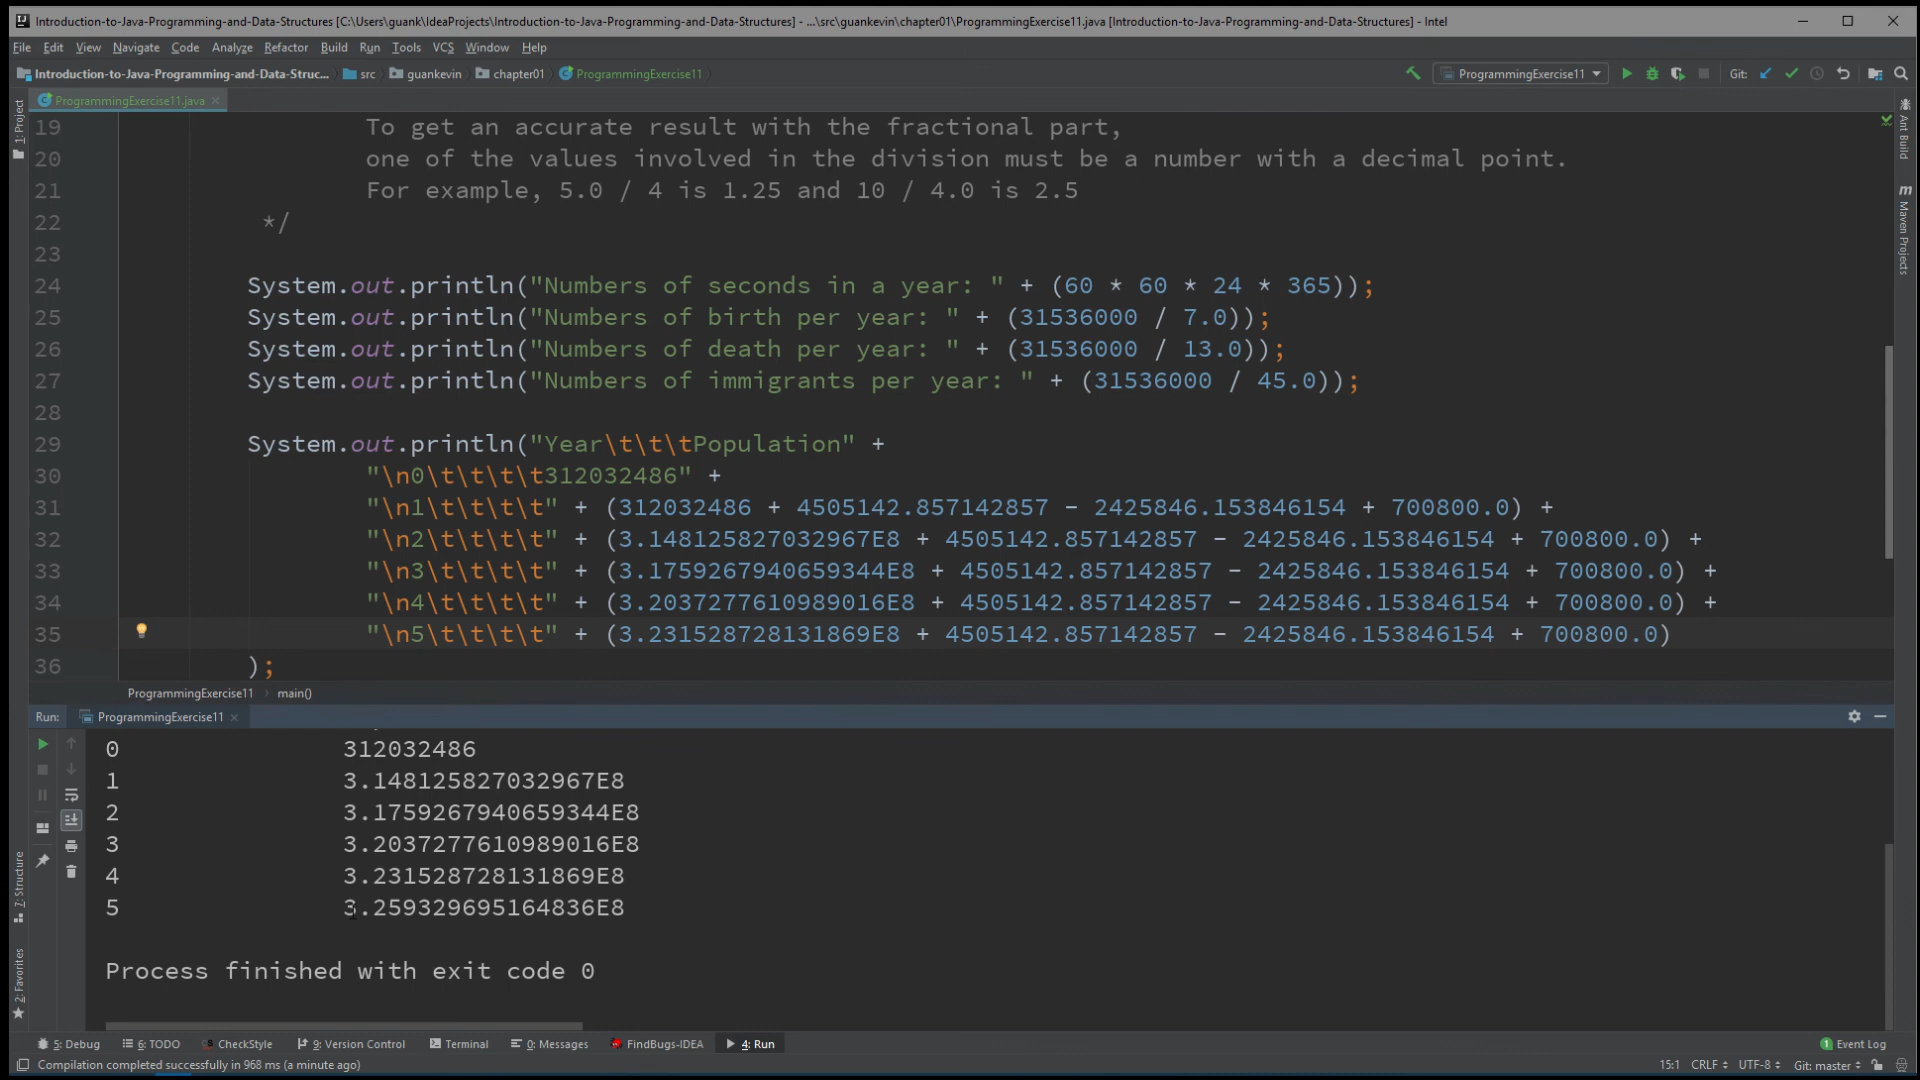 Introduction-to-Java-Programming-and-Data-Structures [C:\Users\guank\IdeaProjects\Introduction-to-Java-Programming-and-Data-Structures] - ...\src\guankevin\chapter01\ProgrammingExercise11.java [Introduction-to-Java-Programming-and-Data-Structures] - Intel
File Edit View Navigate Code Analyze Refactor Build Run Tools VCS Window Help
Introduction-to-Java-Programming-and-Data-Struc... src guankevin chapter01 ProgrammingExercise11 ProgrammingExercise11 Git:
ProgrammingExercise11.java
1: Project
Ant Build
Maven Projects
19 To get an accurate result with the fractional part,
20 one of the values involved in the division must be a number with a decimal point.
21 For example, 5.0 / 4 is 1.25 and 10 / 4.0 is 2.5
22 */
23
24 System.out.println("Numbers of seconds in a year: " + (60 * 60 * 24 * 365));
25 System.out.println("Numbers of birth per year: " + (31536000 / 7.0));
26 System.out.println("Numbers of death per year: " + (31536000 / 13.0));
27 System.out.println("Numbers of immigrants per year: " + (31536000 / 45.0));
28
29 System.out.println("Year\t\t\tPopulation" +
30 "\n0\t\t\t\t312032486" +
31 "\n1\t\t\t\t" + (312032486 + 4505142.857142857 - 2425846.153846154 + 700800.0) +
32 "\n2\t\t\t\t" + (3.148125827032967E8 + 4505142.857142857 - 2425846.153846154 + 700800.0) +
33 "\n3\t\t\t\t" + (3.1759267940659344E8 + 4505142.857142857 - 2425846.153846154 + 700800.0) +
34 "\n4\t\t\t\t" + (3.2037277610989016E8 + 4505142.857142857 - 2425846.153846154 + 700800.0) +
35 "\n5\t\t\t\t" + (3.231528728131869E8 + 4505142.857142857 - 2425846.153846154 + 700800.0)
36 );
ProgrammingExercise11 main()
Run: ProgrammingExercise11
0 312032486
1 3.148125827032967E8
2 3.1759267940659344E8
3 3.2037277610989016E8
4 3.231528728131869E8
5 3.259329695164836E8
Process finished with exit code 0
7: Structure
2: Favorites
5: Debug 6: TODO CheckStyle 9: Version Control Terminal 0: Messages FindBugs-IDEA 4: Run 1 Event Log
Compilation completed successfully in 968 ms (a minute ago) 15:1 CRLF UTF-8 Git: master